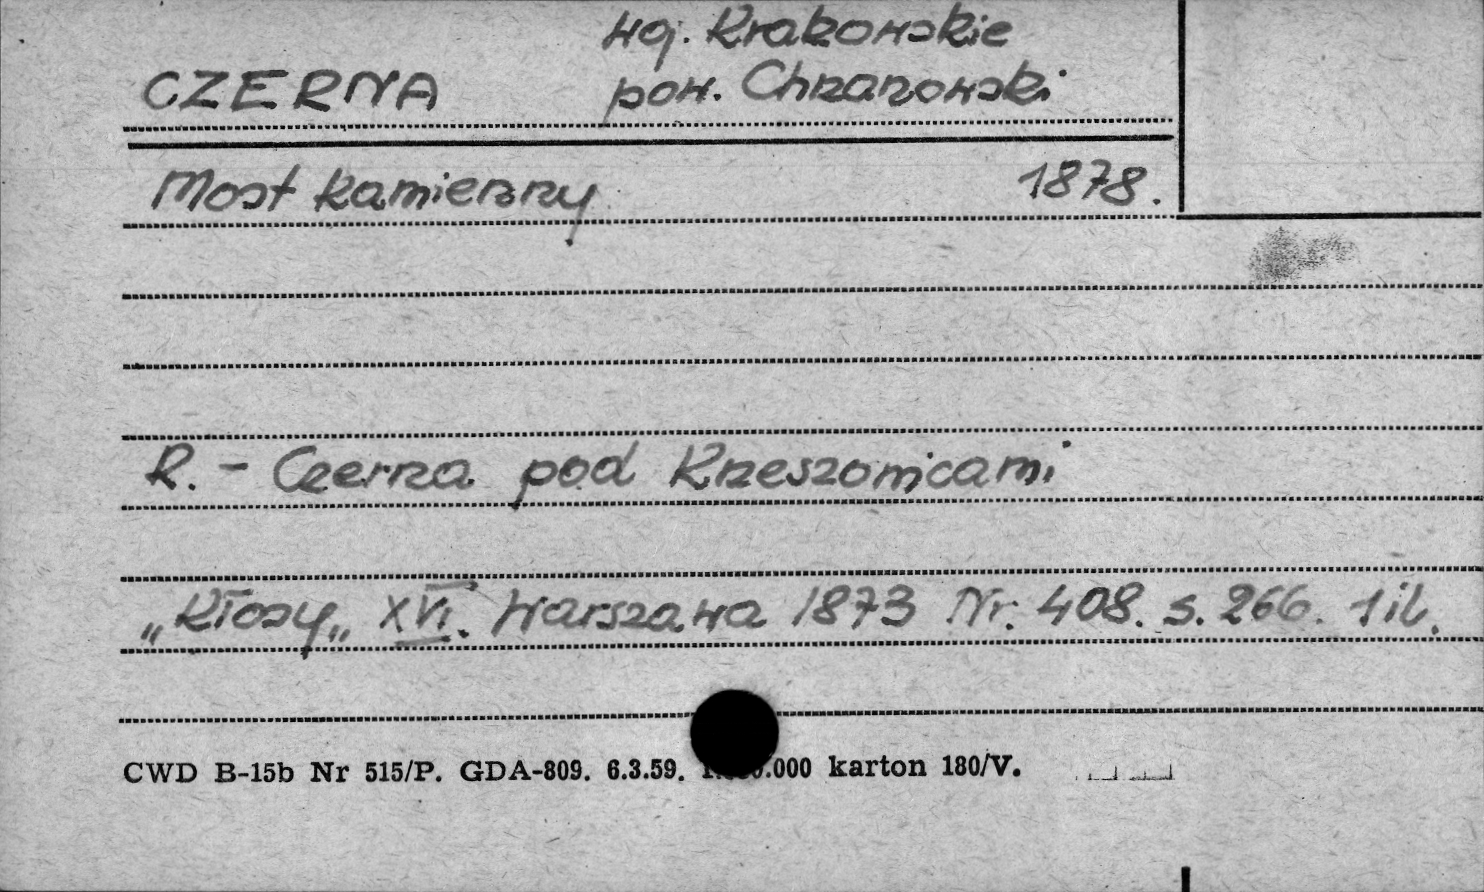 woj. Krakowskie
CZERNA pow. Chrzanowski
Most kamienny 1878.
R. - Czerna pod Krzeszowicami
„Kłosy„ XVI. Warszawa 1873 Nr. 408. s. 266. 1 il.
CWD B-15b Nr 515/P. GDA-809. 6.3.59. .000 karton 180/V.